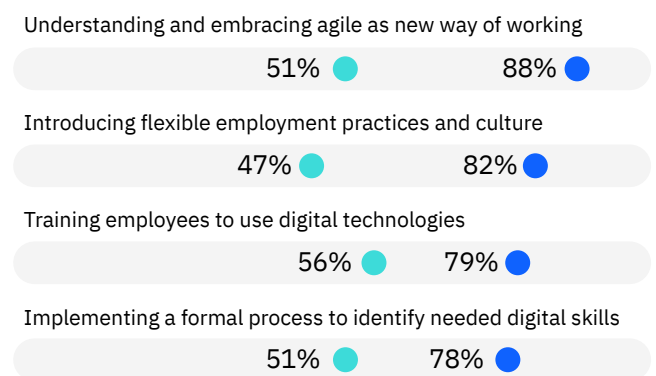 Understanding and embracing agile as new way of working
51% 88%
Introducing flexible employment practices and culture
47% 82%
Training employees to use digital technologies
56% 79%
Implementing a formal process to identify needed digital skills
51% 78%